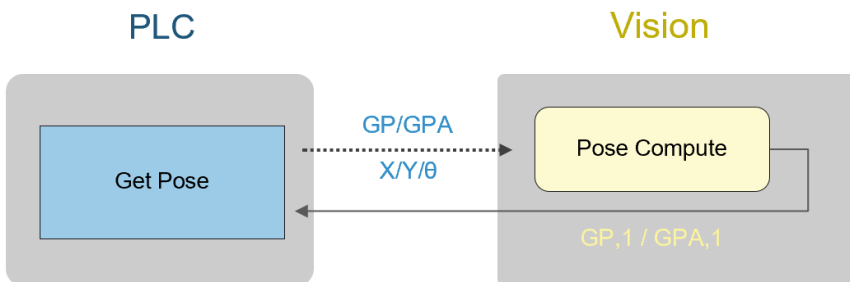 PLC
Vision
GP/GPA
X/Y/θ
Get Pose
Pose Compute
GP,1 / GPA,1